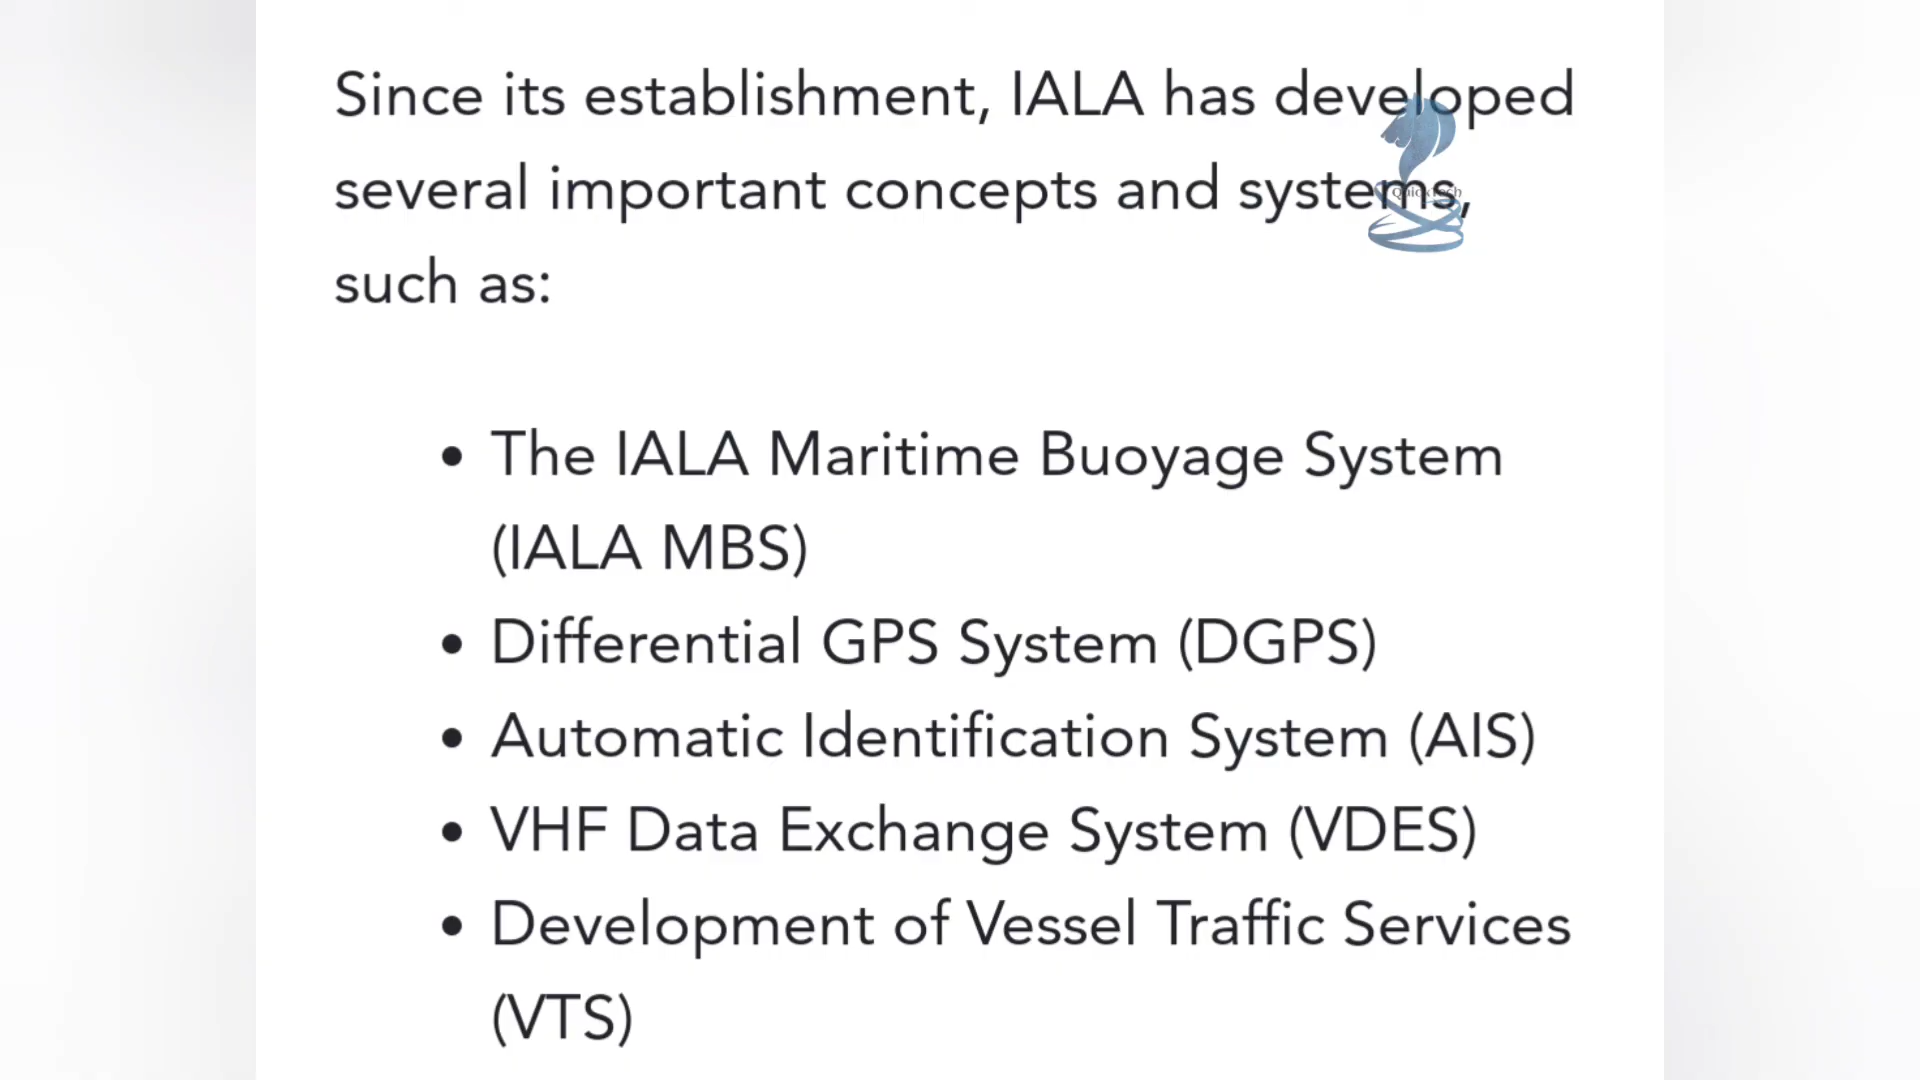 Since its establishment, IALA has developed
several important concepts and systems,
QuickTech
such as:
• The IALA Maritime Buoyage System
(IALA MBS)
• Differential GPS System (DGPS)
• Automatic Identification System (AIS)
• VHF Data Exchange System (VDES)
• Development of Vessel Traffic Services
(VTS)